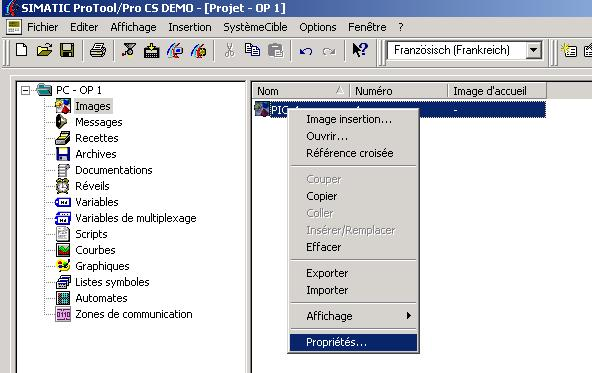 SIMATIC ProTool/Pro CS DEMO - [Projet - OP 1]
Fichier Editer Affichage Insertion SystèmeCible Options Fenêtre ?
Französisch (Frankreich)
PC - OP 1
Images
Messages
Recettes
Archives
Documentations
Réveils
Variables
Variables de multiplexage
Scripts
Courbes
Graphiques
Listes symboles
Automates
Zones de communication
Nom Numéro Image d'accueil
-
Image insertion...
Ouvrir...
Référence croisée
Couper
Copier
Coller
Insérer/Remplacer
Effacer
Exporter
Importer
Affichage
Propriétés...